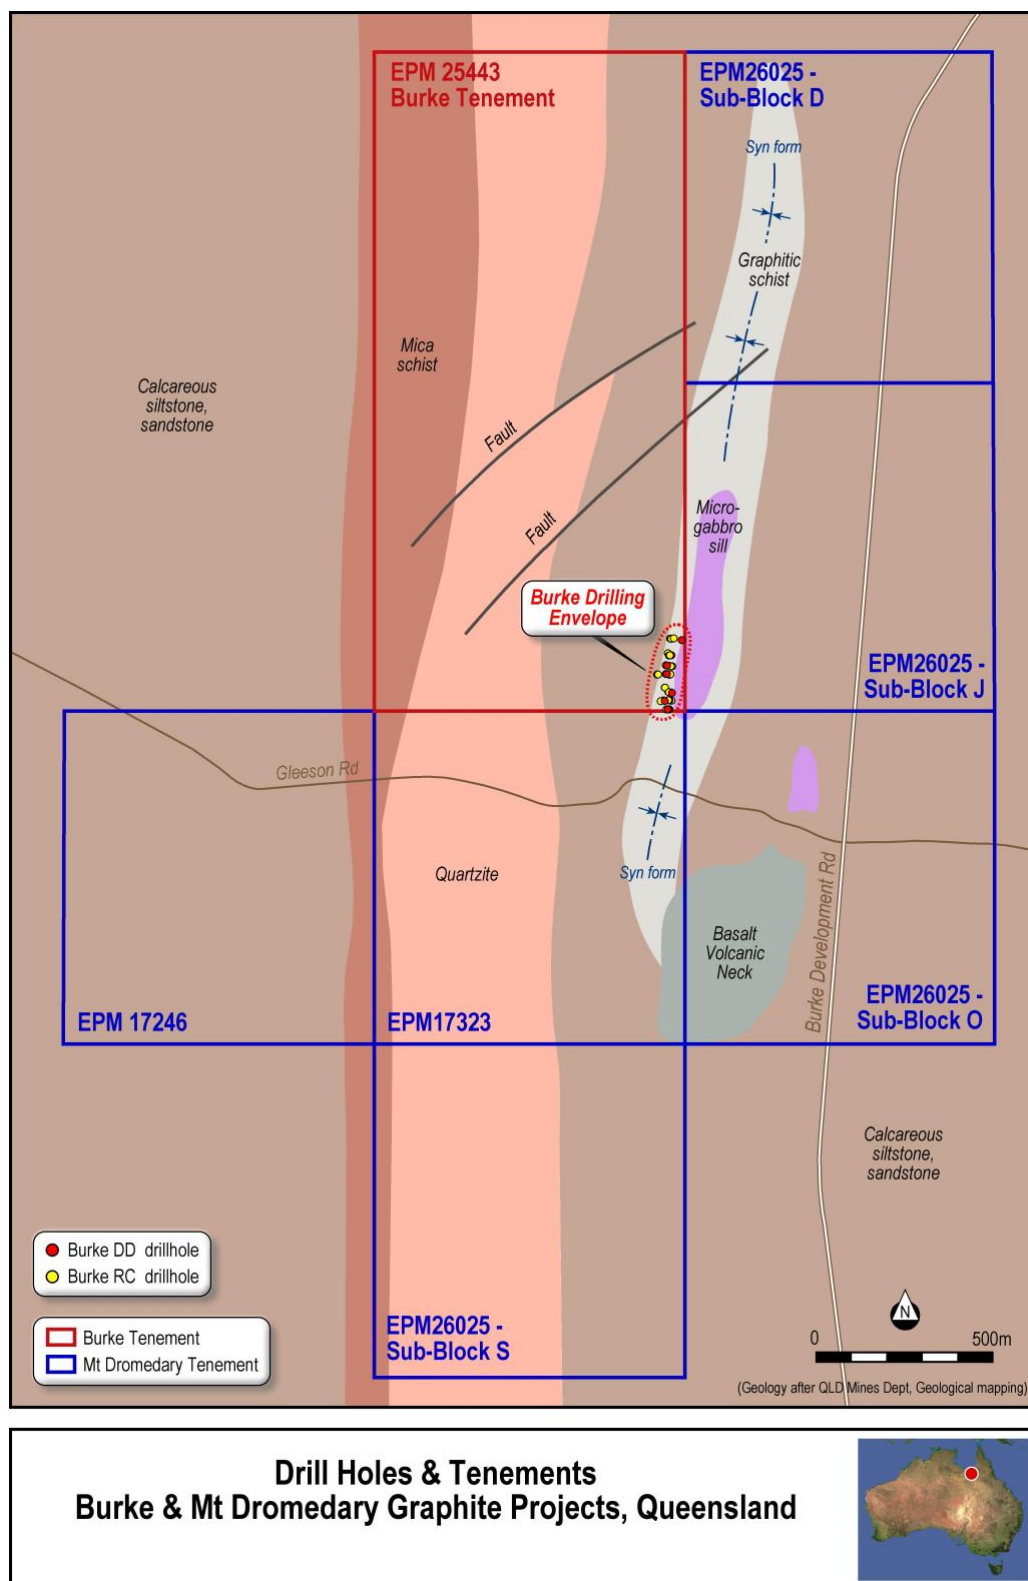 EPM 25443
Burke Tenement
EPM26025 -
Sub-Block D
Syn form
Graphitic
schist
Mica
schist
Calcareous
siltstone,
sandstone
Fault
Fault
Micro-
gabbro
sill
Burke Drilling
Envelope
EPM26025 -
Sub-Block J
Gleeson Rd
Quartzite
Syn form
Basalt
Volcanic
Neck
Burke Development Rd
EPM 17246
EPM17323
EPM26025 -
Sub-Block O
Calcareous
siltstone,
sandstone
Burke DD drillhole
Burke RC drillhole
Burke Tenement
Mt Dromedary Tenement
EPM26025 -
Sub-Block S
N
0 500m
(Geology after QLD Mines Dept, Geological mapping)
Drill Holes & Tenements
Burke & Mt Dromedary Graphite Projects, Queensland